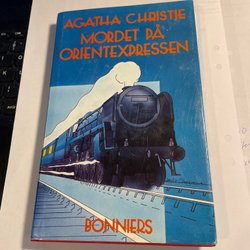 AGATHA CHRISTIE
MORDET PÅ
ORIENTEXPRESSEN
BONNIERS